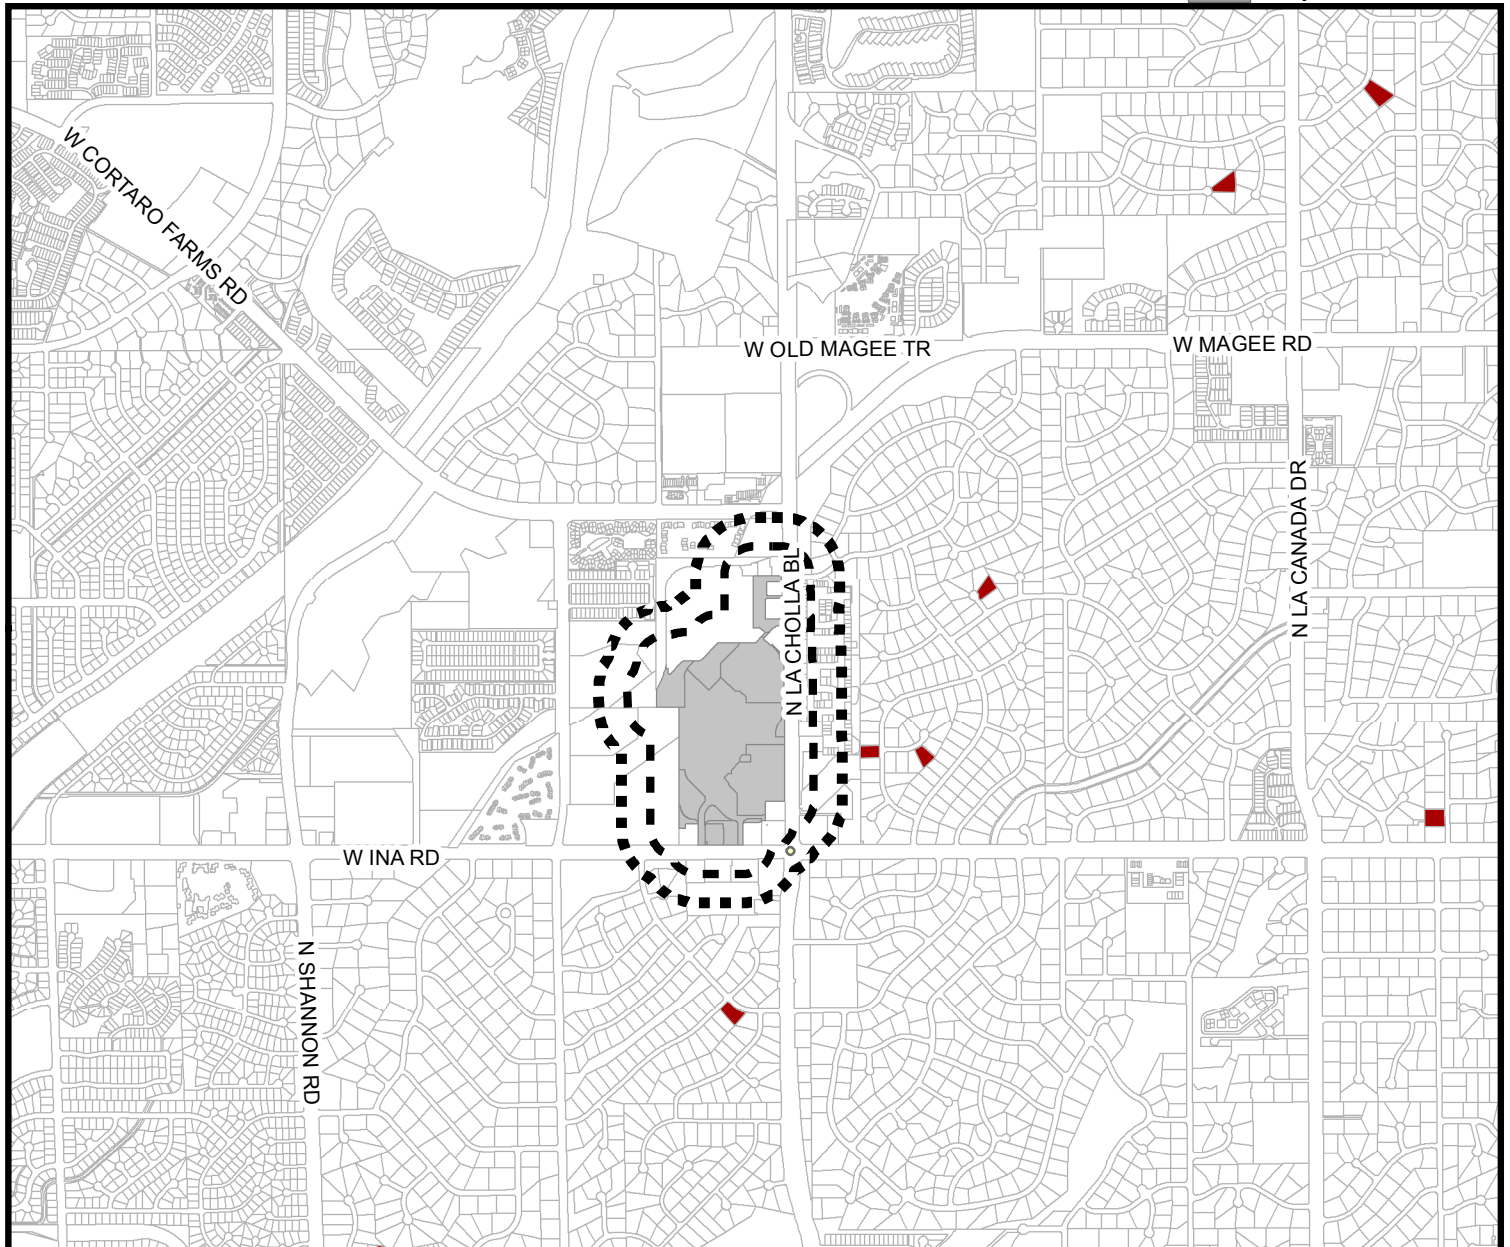 W CORTARO FARMS RD
W OLD MAGEE TR
W MAGEE RD
N LA CANADA DR
N LA CHOLLA BL
W INA RD
N SHANNON RD